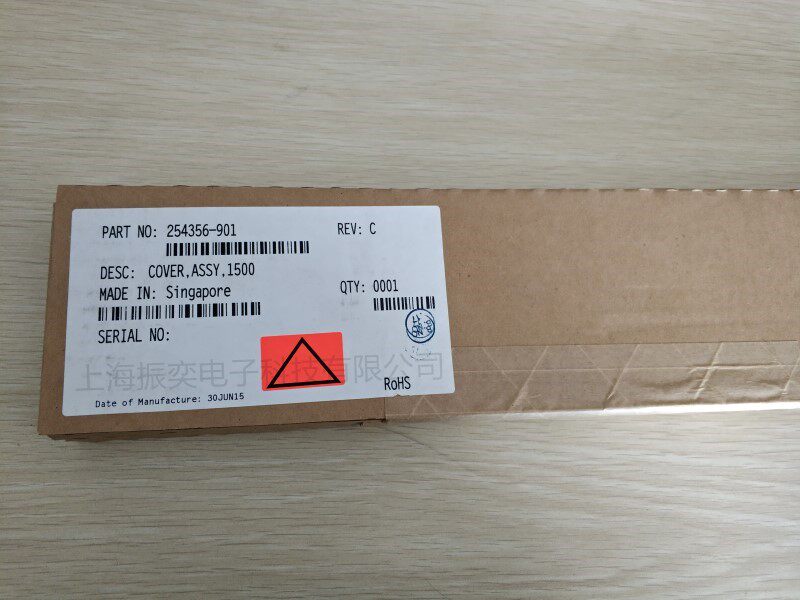 PART NO: 254356-901 REV: C
DESC: COVER,ASSY,1500
MADE IN: Singapore QTY: 0001
SERIAL NO:
上海振奕电子科技有限公司
RoHS
Date of Manufacture: 30JUN15